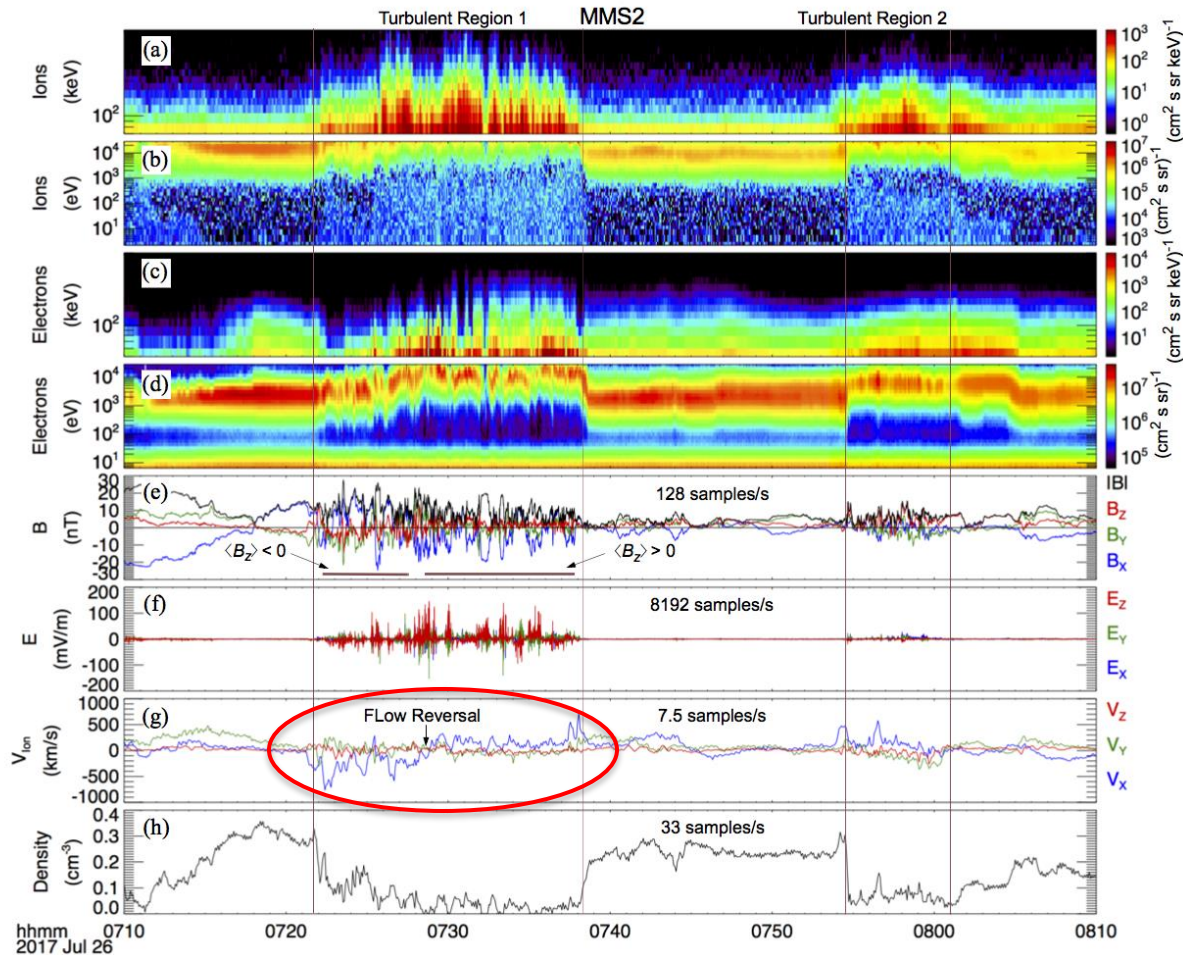 Turbulent Region 1 MMS2 Turbulent Region 2
(a)
Ions
(keV)
10²
10³
10²
10¹
10⁰
(cm² s sr keV)⁻¹
(b)
Ions
(eV)
10⁴
10³
10²
10¹
10⁷
10⁶
10⁵
10⁴
10³
(cm² s sr)⁻¹
(c)
Electrons
(keV)
10²
10⁴
10³
10²
10¹
(cm² s sr keV)⁻¹
(d)
Electrons
(eV)
10⁴
10³
10²
10¹
10⁷
10⁶
10⁵
(cm² s sr)⁻¹
(e)
B
(nT)
30
20
10
0
-10
-20
-30
128 samples/s
⟨B_Z⟩ < 0
⟨B_Z⟩ > 0
|B|
B_Z
B_Y
B_X
(f)
E
(mV/m)
200
100
0
-100
-200
8192 samples/s
E_Z
E_Y
E_X
(g)
V_Ion
(km/s)
1000
500
0
-500
-1000
FLow Reversal
7.5 samples/s
V_Z
V_Y
V_X
(h)
Density
(cm⁻³)
0.4
0.3
0.2
0.1
0.0
33 samples/s
hhmm 0710 0720 0730 0740 0750 0800 0810
2017 Jul 26